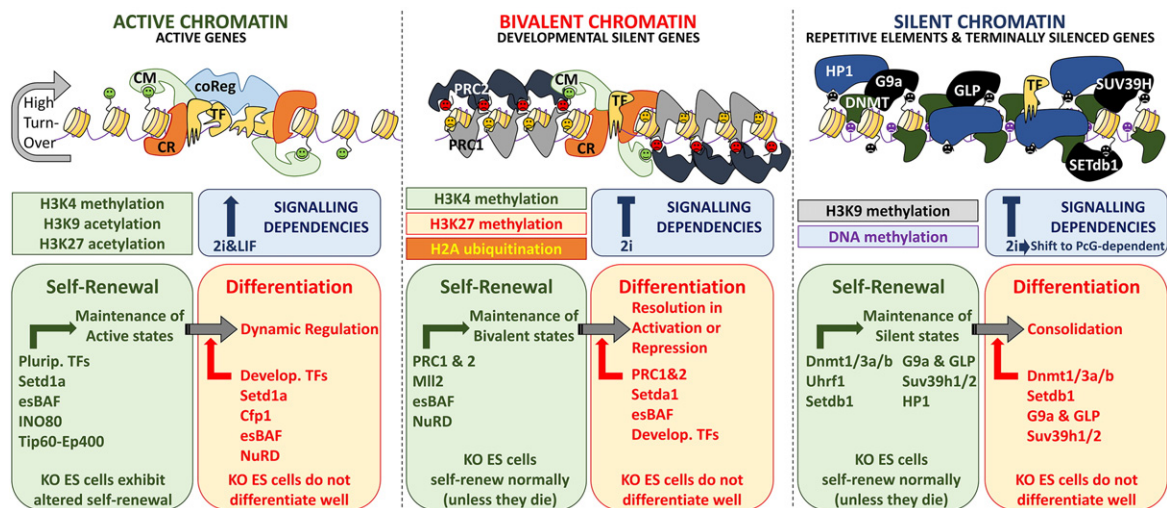 ACTIVE CHROMATIN
ACTIVE GENES
CM
coReg
TF
CR
High
Turn-
Over
H3K4 methylation
H3K9 acetylation
H3K27 acetylation
SIGNALLING
DEPENDENCIES
2i&LIF
Self-Renewal
Maintenance of
Active states
Plurip. TFs
Setd1a
esBAF
INO80
Tip60-Ep400
KO ES cells exhibit
altered self-renewal
Differentiation
Dynamic Regulation
Develop. TFs
Setd1a
Cfp1
esBAF
NuRD
KO ES cells do not
differentiate well
BIVALENT CHROMATIN
DEVELOPMENTAL SILENT GENES
PRC2
CM
TF
PRC1
CR
H3K4 methylation
H3K27 methylation
H2A ubiquitination
SIGNALLING
DEPENDENCIES
2i
Self-Renewal
Maintenance of
Bivalent states
PRC1 & 2
Mll2
esBAF
NuRD
KO ES cells
self-renew normally
(unless they die)
Differentiation
Resolution in
Activation or
Repression
PRC1&2
Setda1
esBAF
Develop. TFs
KO ES cells do not
differentiate well
SILENT CHROMATIN
REPETITIVE ELEMENTS & TERMINALLY SILENCED GENES
HP1
G9a
GLP
TF
SUV39H
DNMT
SETdb1
H3K9 methylation
DNA methylation
SIGNALLING
DEPENDENCIES
2i Shift to PcG-dependent
Self-Renewal
Maintenance of
Silent states
Dnmt1/3a/b G9a & GLP
Uhrf1 Suv39h1/2
Setdb1 HP1
KO ES cells
self-renew normally
(unless they die)
Differentiation
Consolidation
Dnmt1/3a/b
Setdb1
G9a & GLP
Suv39h1/2
KO ES cells do not
differentiate well